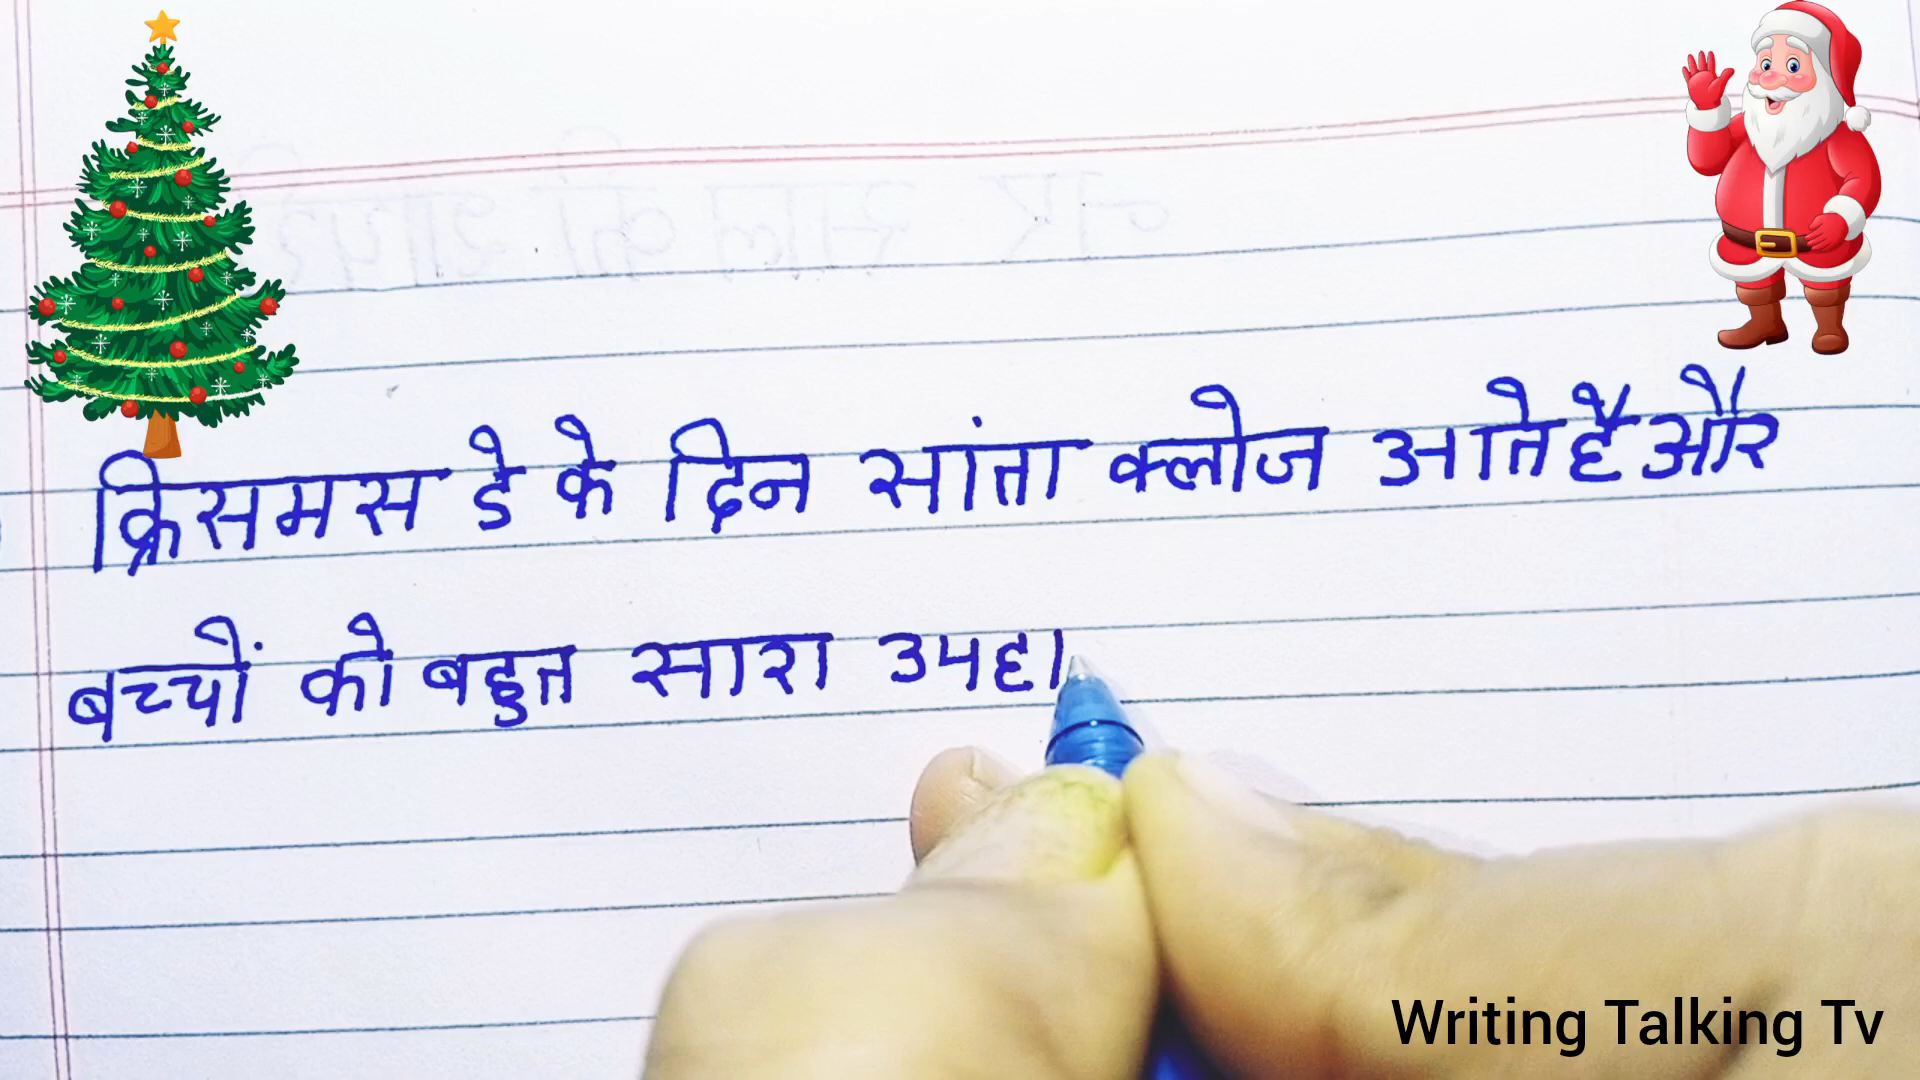 क्रिसमस डे के दिन सांता क्लोज आते है और
बच्चों को बहुत सारा उपहा
Writing Talking Tv